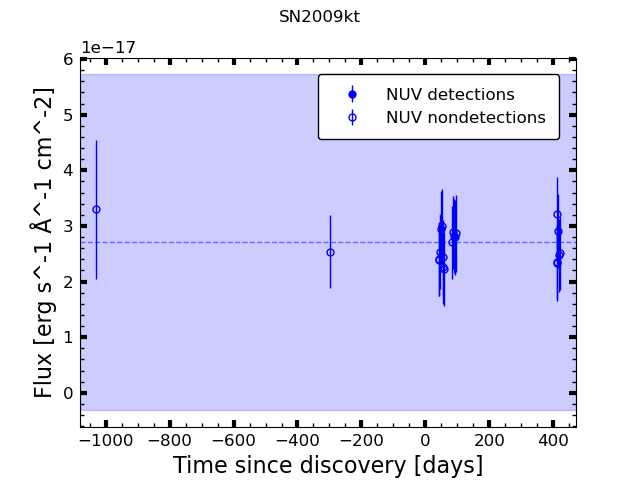 SN2009kt
1e−17
6
5
4
3
2
1
0
Flux [erg s^-1 Å^-1 cm^-2]
NUV detections
NUV nondetections
−1000 −800 −600 −400 −200 0 200 400
Time since discovery [days]